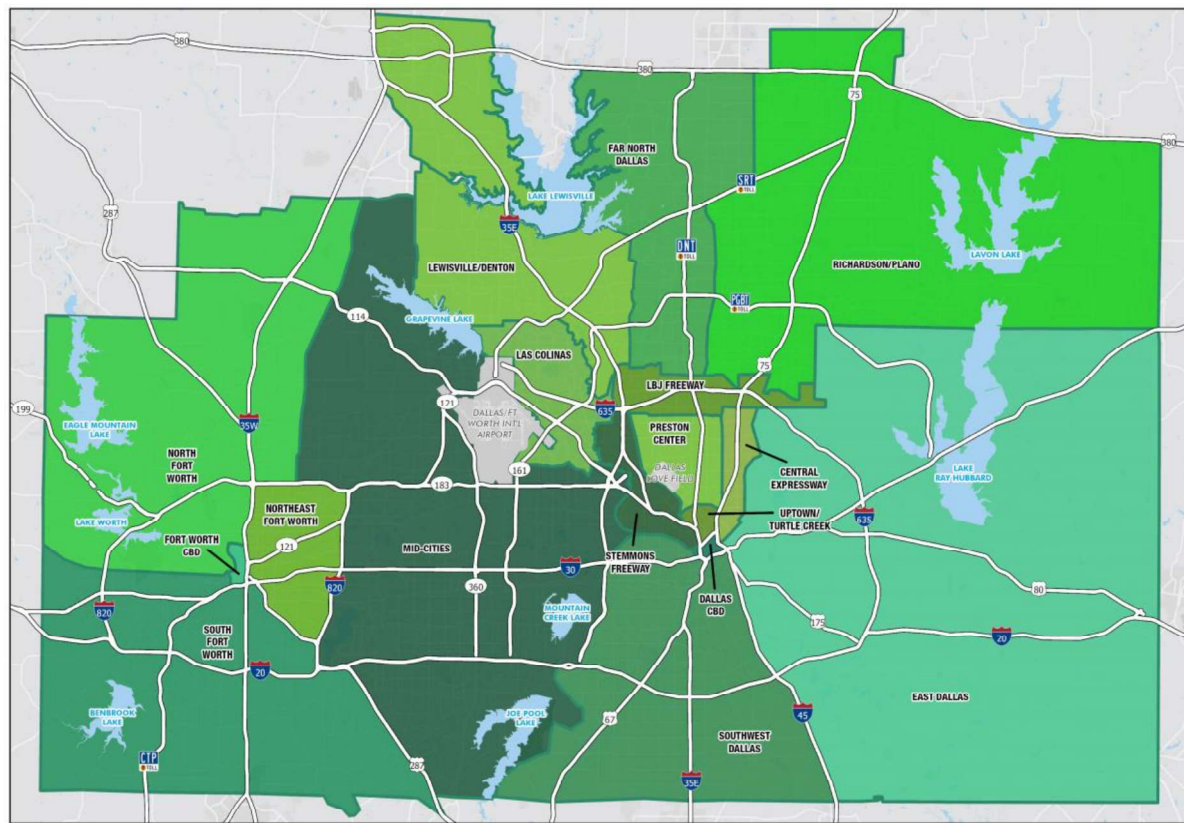 380
380
75
FAR NORTH
DALLAS
380
287
SRT
TOLL
LAKE LEWISVILLE
35E
DNT
TOLL
LAVON LAKE
LEWISVILLE/DENTON
RICHARDSON/PLANO
PGBT
TOLL
114
GRAPEVINE LAKE
LAS COLINAS
75
LBJ FREEWAY
199
121
635
DALLAS/FT
WORTH INT'L
AIRPORT
EAGLE MOUNTAIN
LAKE
35W
PRESTON
CENTER
NORTH
FORT
WORTH
161
DALLAS
LOVE FIELD
CENTRAL
EXPRESSWAY
LAKE
RAY HUBBARD
183
NORTHEAST
FORT WORTH
UPTOWN/
TURTLE CREEK
635
LAKE WORTH
FORT WORTH
CBD
121
MID-CITIES
STEMMONS
FREEWAY
30
820
360
80
DALLAS
CBD
820
MOUNTAIN
CREEK LAKE
175
SOUTH
FORT
WORTH
20
20
BENBROOK
LAKE
EAST DALLAS
JOE POOL
LAKE
67
45
SOUTHWEST
DALLAS
CTP
TOLL
287
35E